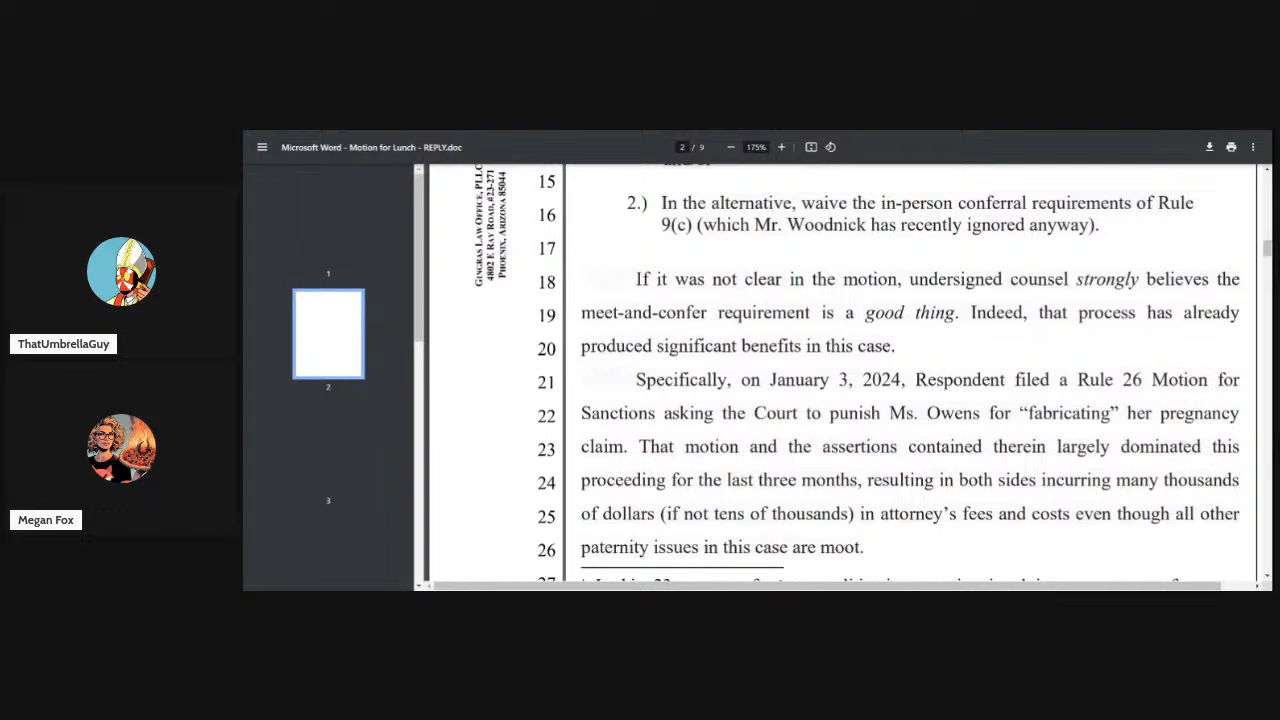 Microsoft Word - Motion for Lunch - REPLY.doc
2 / 9
175%
1
2
3
GINGRAS LAW OFFICE, PLLC
4802 E. RAY ROAD, #23-271
PHOENIX, ARIZONA 85044
15
16
17
18
19
20
21
22
23
24
25
26
2.) In the alternative, waive the in-person conferral requirements of Rule
9(c) (which Mr. Woodnick has recently ignored anyway).
If it was not clear in the motion, undersigned counsel strongly believes the
meet-and-confer requirement is a good thing. Indeed, that process has already
produced significant benefits in this case.
Specifically, on January 3, 2024, Respondent filed a Rule 26 Motion for
Sanctions asking the Court to punish Ms. Owens for “fabricating” her pregnancy
claim. That motion and the assertions contained therein largely dominated this
proceeding for the last three months, resulting in both sides incurring many thousands
of dollars (if not tens of thousands) in attorney’s fees and costs even though all other
paternity issues in this case are moot.
ThatUmbrellaGuy
Megan Fox